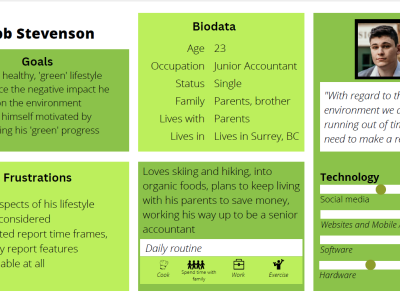 bb Stevenson
Goals
healthy, 'green' lifestyle
ce the negative impact he
on the environment
himself motivated by
ing his 'green' progress
Frustrations
spects of his lifestyle
considered
ted report time frames,
y report features
able at all
Biodata
Age 23
Occupation Junior Accountant
Status Single
Family Parents, brother
Lives with Parents
Lives in Lives in Surrey, BC
Loves skiing and hiking, into
organic foods, plans to keep living
with his parents to save money,
working his way up to be a senior
accountant
Daily routine
Cook
Spend time with
family
Work
Exercise
"With regard to th
environment we a
running out of tim
need to make a re
Technology
Social media
Websites and Mobile A
Software
Hardware